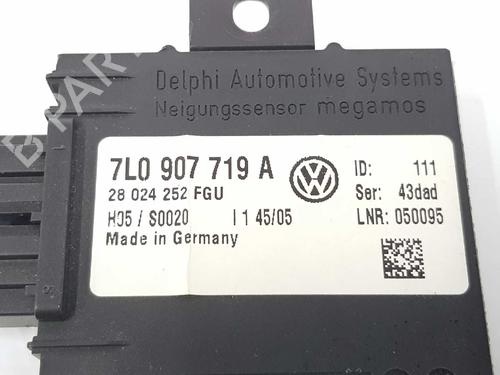 Delphi Automotive Systems
Neigungssensor megamos
7L0 907 719 A
ID: 111
28 024 252 FGU
Ser: 43dad
H05 / S0020 I 1 45/05
LNR: 050095
Made in Germany